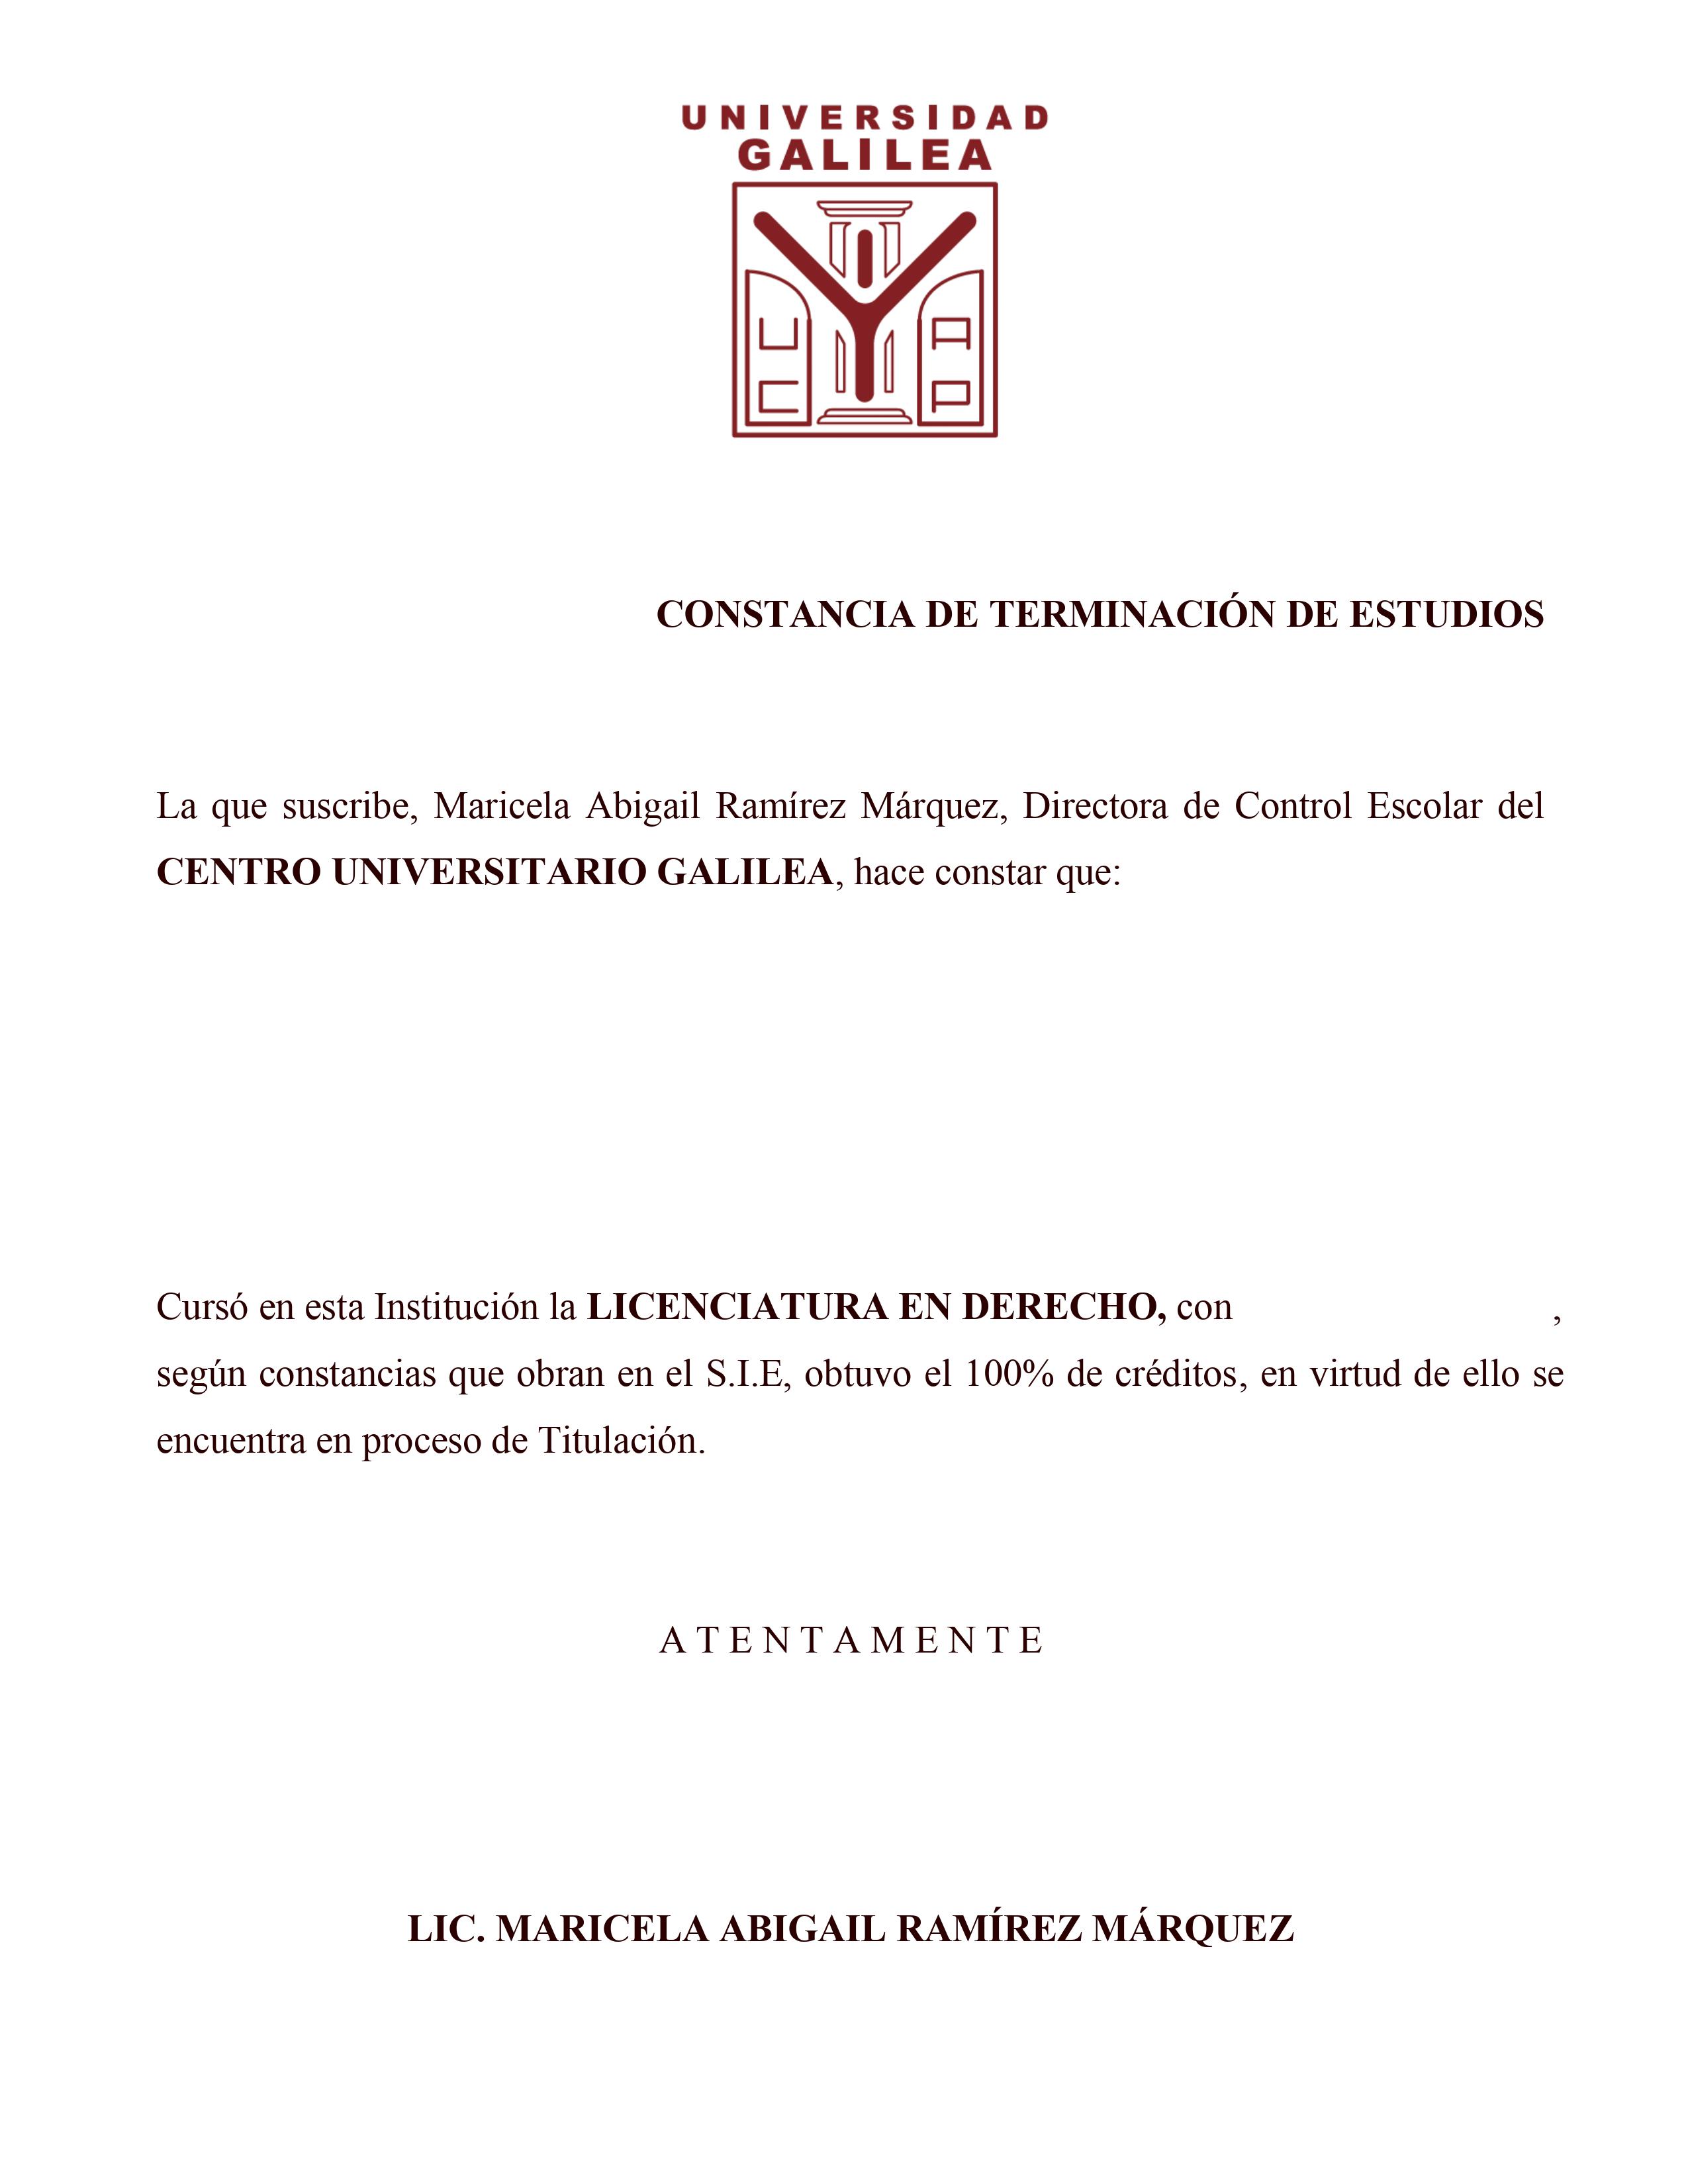 UNIVERSIDAD
GALILEA
U A
C P
CONSTANCIA DE TERMINACIÓN DE ESTUDIOS
La que suscribe, Maricela Abigail Ramírez Márquez, Directora de Control Escolar del
CENTRO UNIVERSITARIO GALILEA, hace constar que:
Cursó en esta Institución la LICENCIATURA EN DERECHO, con ,
según constancias que obran en el S.I.E, obtuvo el 100% de créditos, en virtud de ello se
encuentra en proceso de Titulación.
A T E N T A M E N T E
LIC. MARICELA ABIGAIL RAMÍREZ MÁRQUEZ